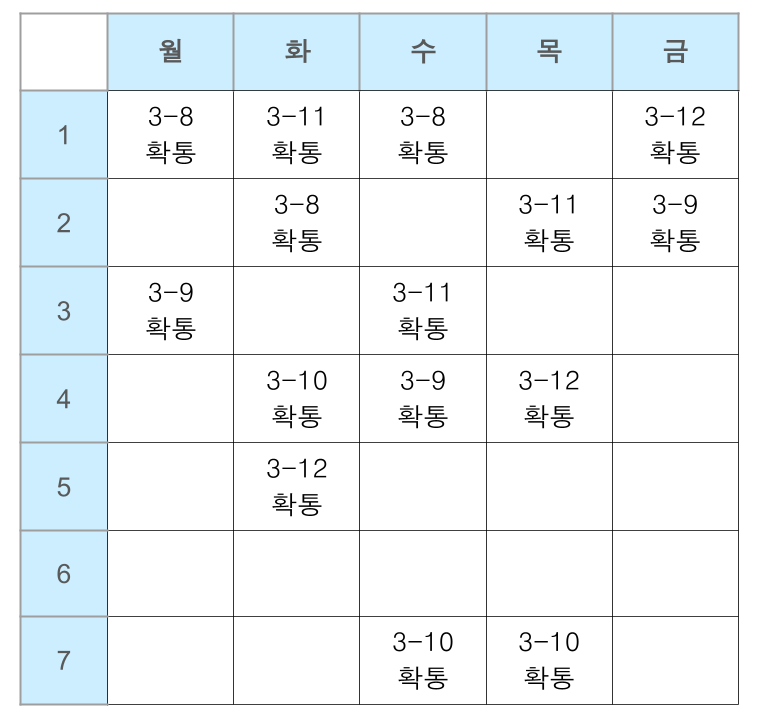 월 화 수 목 금
1 3-8 3-11 3-8 3-12
확통 확통 확통 확통
2 3-8 3-11 3-9
확통 확통 확통
3 3-9 3-11
확통 확통
4 3-10 3-9 3-12
확통 확통 확통
5 3-12
확통
6
7 3-10 3-10
확통 확통